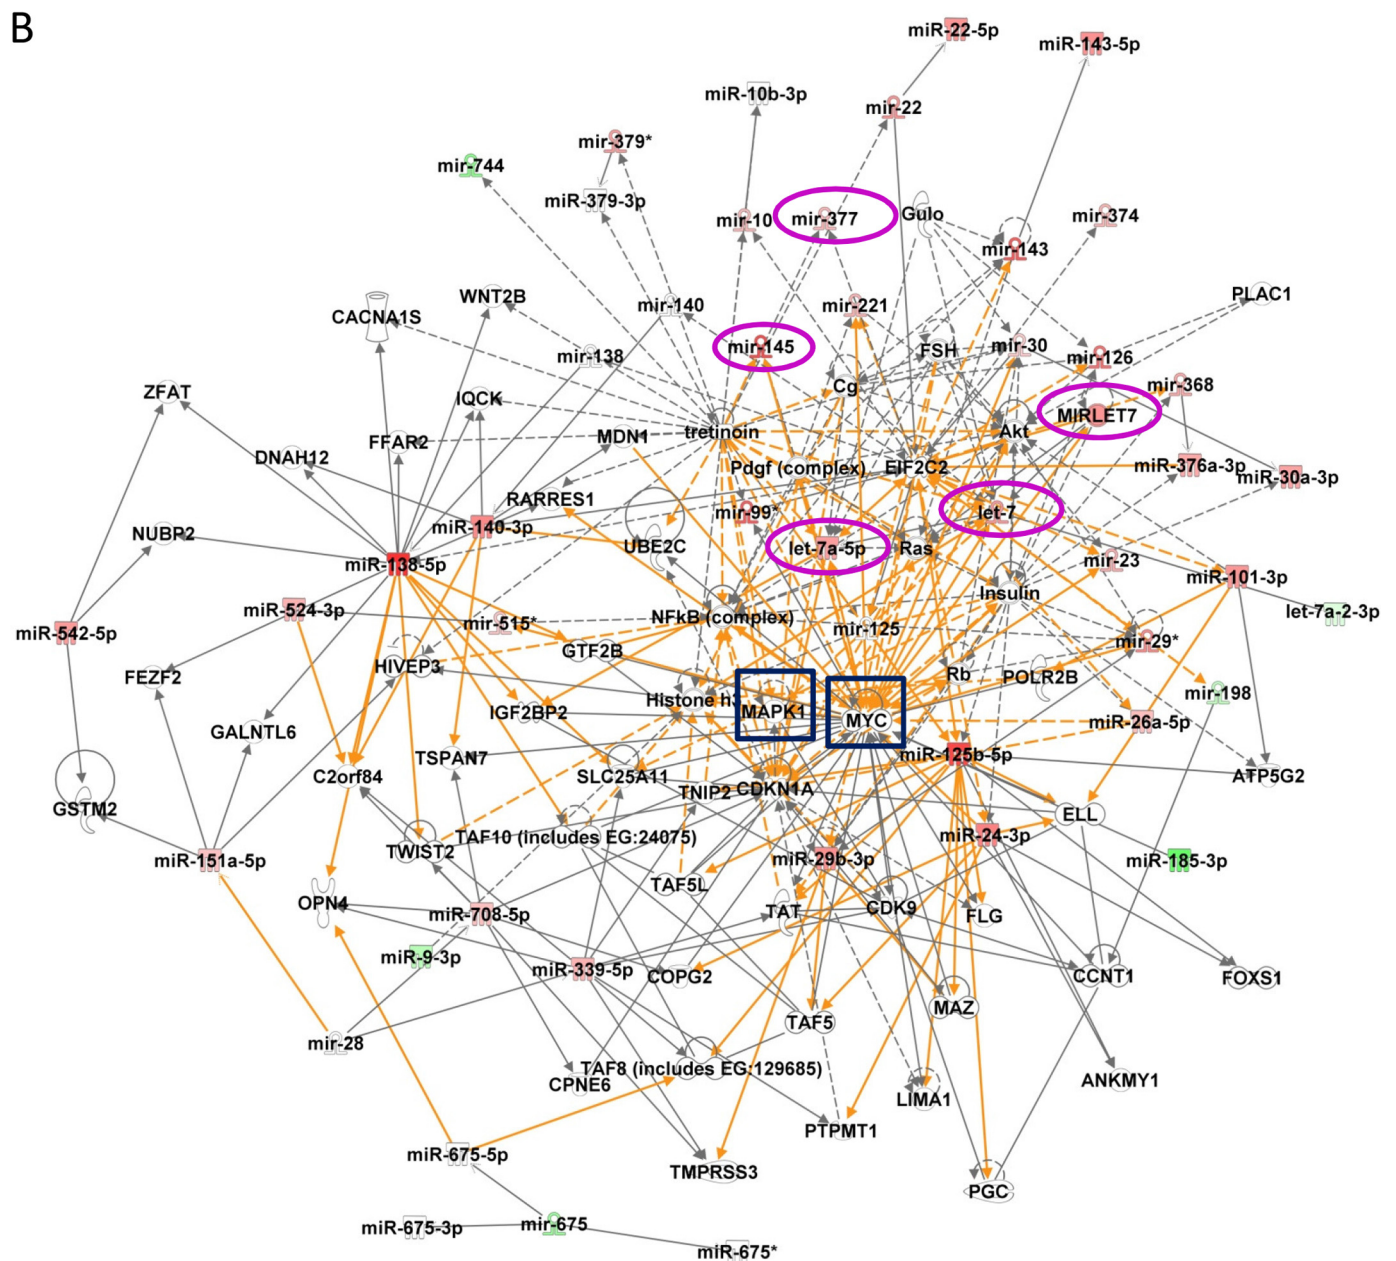 B
miR-22-5p
miR-143-5p
miR-10b-3p
mir-22
mir-379*
mir-744
miR-379-3p
mir-10
mir-377
Gulo
mir-374
mir-143
WNT2B
mir-140
mir-221
PLAC1
CACNA1S
mir-138
mir-145
FSH
mir-30
mir-126
ZFAT
IQCK
Cg
mir-368
MIRLET7
FFAR2
MDN1
tretinoin
Akt
DNAH12
Pdgf (complex)
EIF2C2
miR-376a-3p
miR-30a-3p
RARRES1
mir-99*
let-7
NUBP2
miR-140-3p
UBE2C
let-7a-5p
Ras
mir-23
miR-138-5p
miR-101-3p
miR-524-3p
Insulin
let-7a-2-3p
miR-542-5p
mir-515*
NFkB (complex)
mir-125
mir-29*
GTF2B
FEZF2
HIVEP3
Rb
POLR2B
mir-198
IGF2BP2
Histone h3
MAPK1
MYC
miR-26a-5p
GALNTL6
TSPAN7
miR-125b-5p
C2orf84
SLC25A11
TNIP2
CDKN1A
ATP5G2
GSTM2
ELL
TAF10 (includes EG:24075)
miR-24-3p
miR-151a-5p
TWIST2
miR-29b-3p
miR-185-3p
TAF5L
OPN4
miR-708-5p
TAT
CDK9
FLG
miR-9-3p
miR-339-5p
COPG2
CCNT1
FOXS1
MAZ
TAF5
mir-28
TAF8 (includes EG:129685)
CPNE6
ANKMY1
LIMA1
PTPMT1
miR-675-5p
TMPRSS3
PGC
miR-675-3p
mir-675
miR-675*